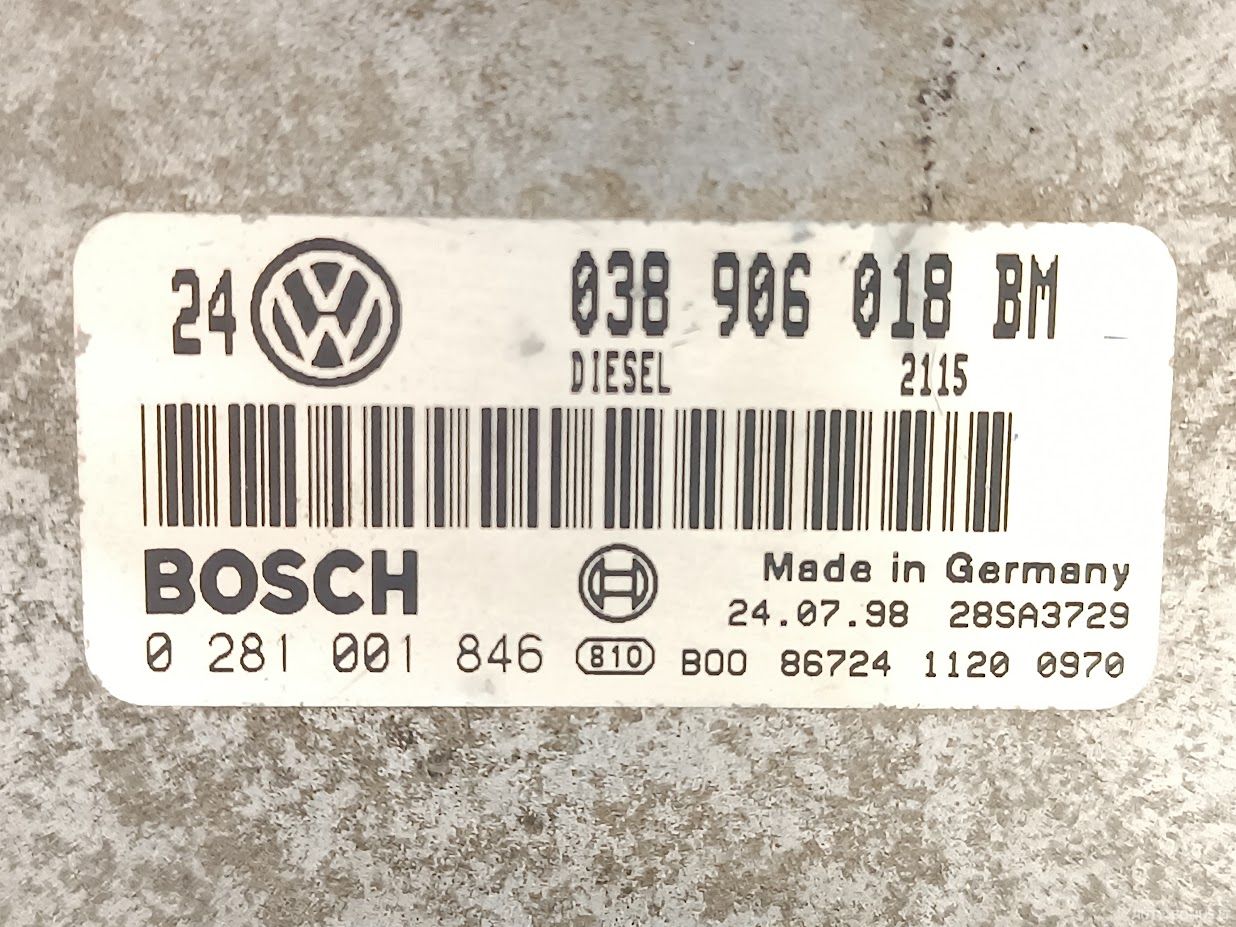 24 038 906 018 BM
DIESEL 2115
BOSCH Made in Germany
24.07.98 28SA3729
0 281 001 846 810 B00 86724 1120 0970